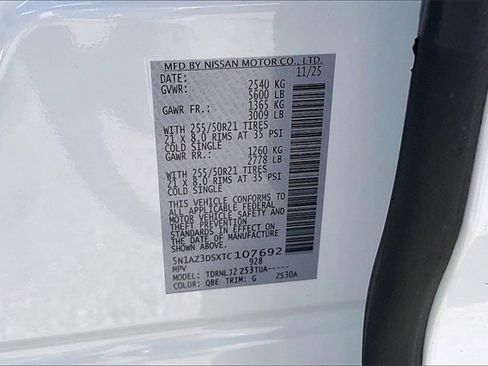 MFD BY NISSAN MOTOR CO., LTD.
DATE: 11/25
GVWR: 2540 KG
5600 LB
GAWR FR.: 1365 KG
3009 LB
WITH 255/50R21 TIRES
21 X 8.0 RIMS AT 35 PSI
COLD SINGLE
GAWR RR.: 1260 KG
2778 LB
WITH 255/50R21 TIRES
21 X 8.0 RIMS AT 35 PSI
COLD SINGLE
THIS VEHICLE CONFORMS TO
ALL APPLICABLE FEDERAL
MOTOR VEHICLE SAFETY AND
THEFT PREVENTION
STANDARDS IN EFFECT ON
THE DATE OF MANUFACTURE
SHOWN ABOVE.
5N1AZ3DSXTC107692
MPV 928
MODEL: TDRNLJ2 Z53TUA-----
COLOR: QBE TRIM: G Z530A